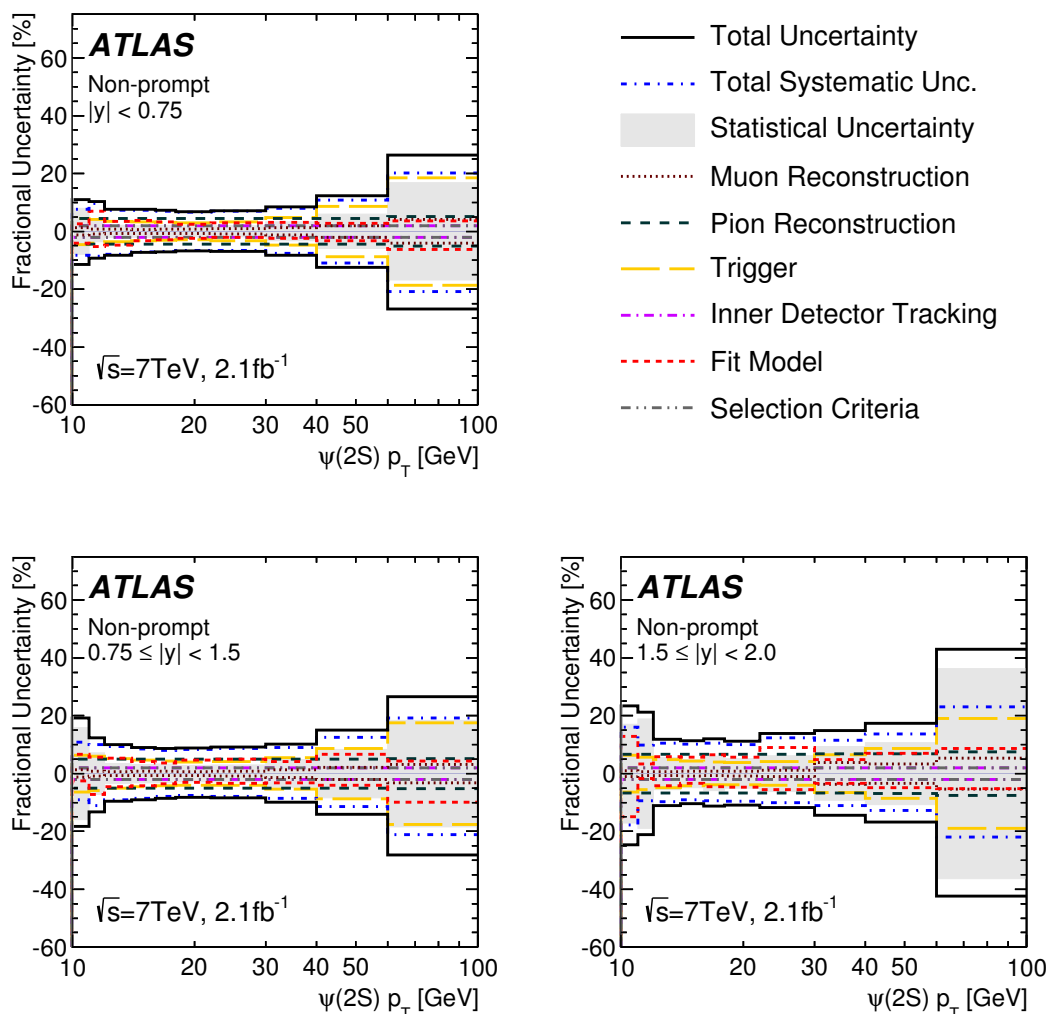 Fractional Uncertainty [%]
ATLAS
Non-prompt
|y| < 0.75
60
40
20
0
-20
-40
-60
√s=7TeV, 2.1fb⁻¹
10 20 30 40 50 100
ψ(2S) p_T [GeV]
Total Uncertainty
Total Systematic Unc.
Statistical Uncertainty
Muon Reconstruction
Pion Reconstruction
Trigger
Inner Detector Tracking
Fit Model
Selection Criteria
Fractional Uncertainty [%]
ATLAS
Non-prompt
0.75 ≤ |y| < 1.5
60
40
20
0
-20
-40
-60
√s=7TeV, 2.1fb⁻¹
10 20 30 40 50 100
ψ(2S) p_T [GeV]
Fractional Uncertainty [%]
ATLAS
Non-prompt
1.5 ≤ |y| < 2.0
60
40
20
0
-20
-40
-60
√s=7TeV, 2.1fb⁻¹
10 20 30 40 50 100
ψ(2S) p_T [GeV]